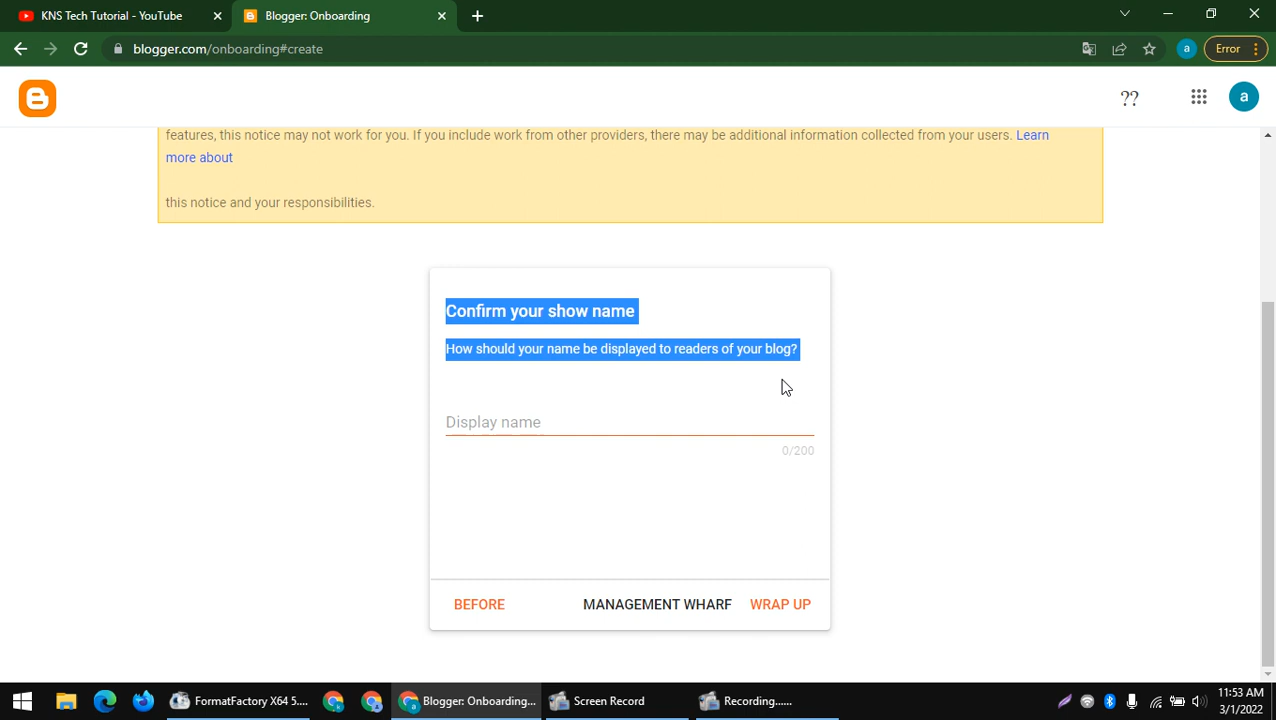 KNS Tech Tutorial - YouTube
Blogger: Onboarding
blogger.com/onboarding#create
a
Error
??
a
features, this notice may not work for you. If you include work from other providers, there may be additional information collected from your users. Learn
more about
this notice and your responsibilities.
Confirm your show name
How should your name be displayed to readers of your blog?
Display name
0/200
BEFORE
MANAGEMENT WHARF
WRAP UP
FormatFactory X64 5....
Blogger: Onboarding...
Screen Record
Recording......
11:53 AM
3/1/2022